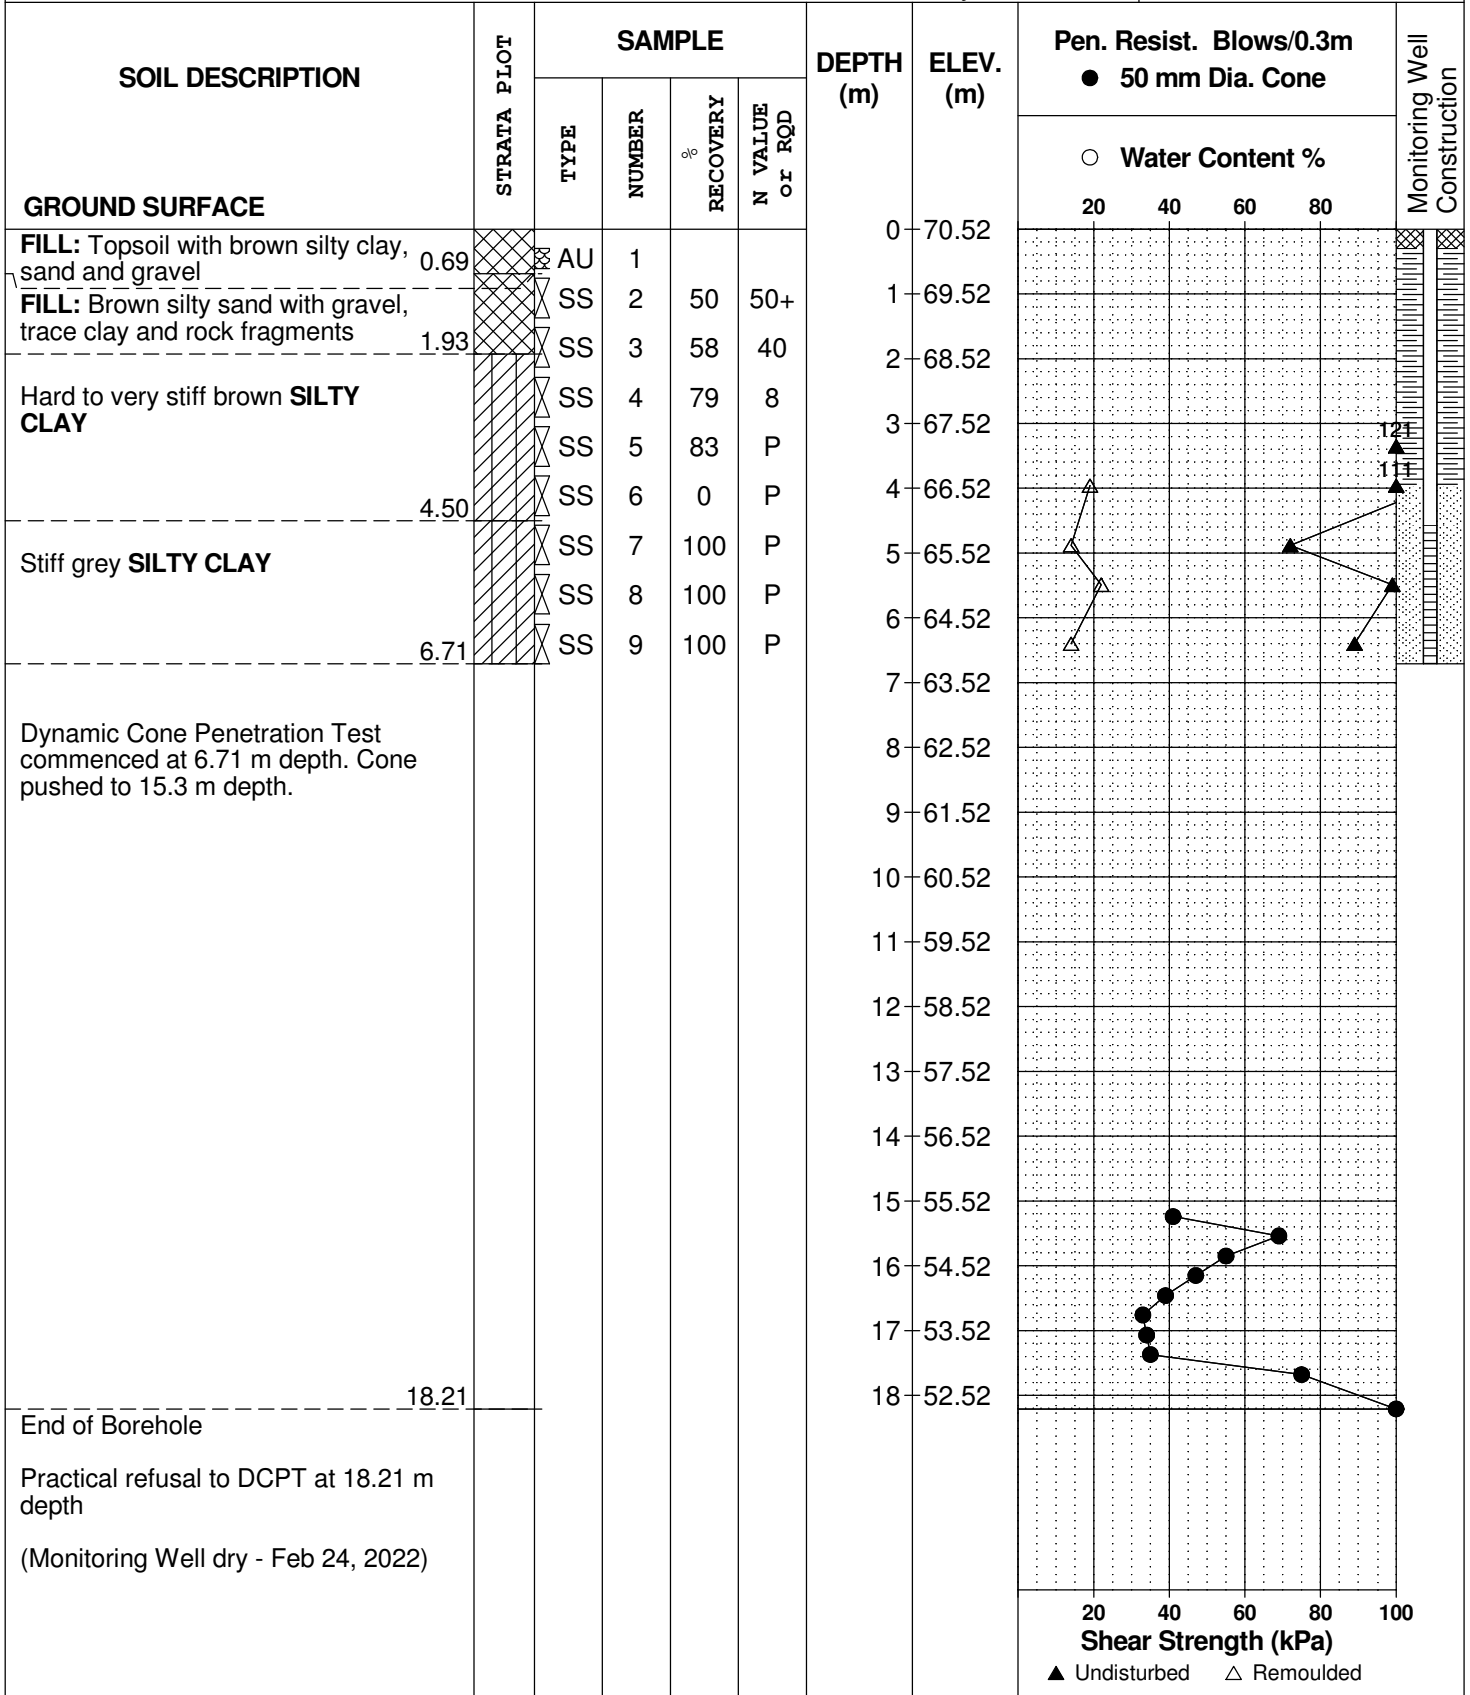 SOIL DESCRIPTION
GROUND SURFACE
STRATA PLOT
SAMPLE
TYPE
NUMBER
% RECOVERY
N VALUE or RQD
DEPTH (m)
ELEV. (m)
Pen. Resist. Blows/0.3m
● 50 mm Dia. Cone
○ Water Content %
20 40 60 80
Monitoring Well Construction
FILL: Topsoil with brown silty clay,
sand and gravel 0.69
FILL: Brown silty sand with gravel,
trace clay and rock fragments 1.93
Hard to very stiff brown SILTY
CLAY
4.50
Stiff grey SILTY CLAY
6.71
Dynamic Cone Penetration Test
commenced at 6.71 m depth. Cone
pushed to 15.3 m depth.
18.21
End of Borehole
Practical refusal to DCPT at 18.21 m
depth
(Monitoring Well dry - Feb 24, 2022)
AU 1
SS 2 50 50+
SS 3 58 40
SS 4 79 8
SS 5 83 P
SS 6 0 P
SS 7 100 P
SS 8 100 P
SS 9 100 P
0 70.52
1 69.52
2 68.52
3 67.52
4 66.52
5 65.52
6 64.52
7 63.52
8 62.52
9 61.52
10 60.52
11 59.52
12 58.52
13 57.52
14 56.52
15 55.52
16 54.52
17 53.52
18 52.52
121
111
20 40 60 80 100
Shear Strength (kPa)
▲ Undisturbed △ Remoulded